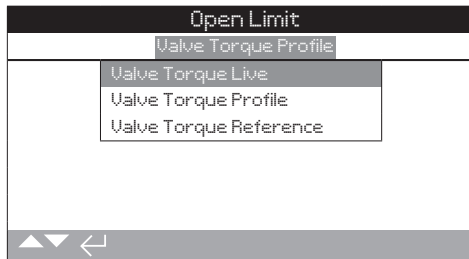 Open Limit
Valve Torque Profile
Valve Torque Live
Valve Torque Profile
Valve Torque Reference